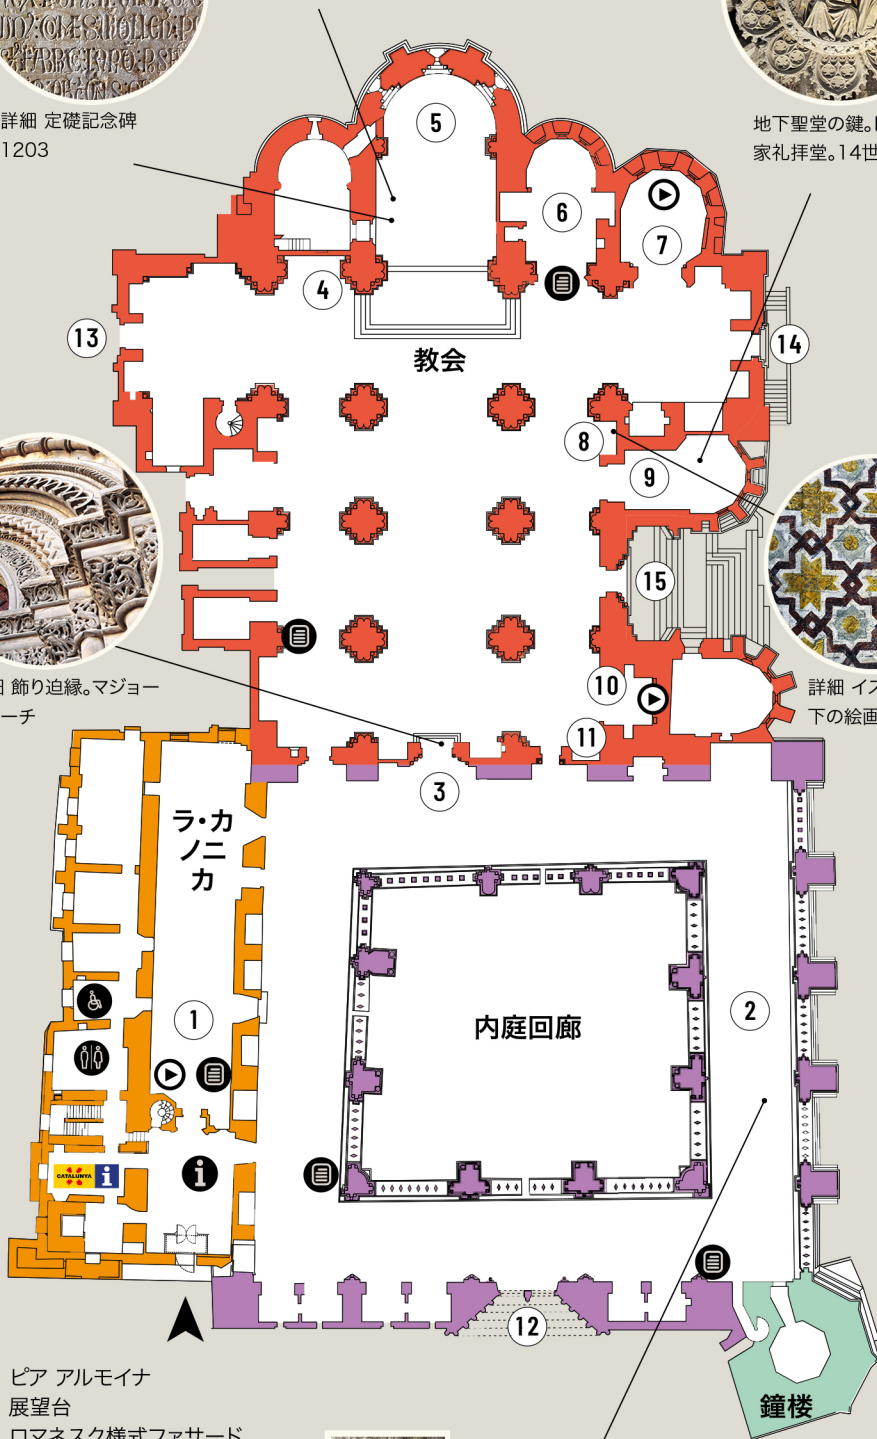 詳細 定礎記念碑
1203
地下聖堂の鍵。
家礼拝堂。14世
5
6
7
4
13
14
教会
8
9
15
飾り迫縁。マジョー
ーチ
10
11
詳細 イス
下の絵画
3
ラ・カ
ノニ
カ
1
2
内庭回廊
CATALUNYA i
i
12
ピア アルモイナ
展望台
ロマネスク様式ファサード
鐘楼